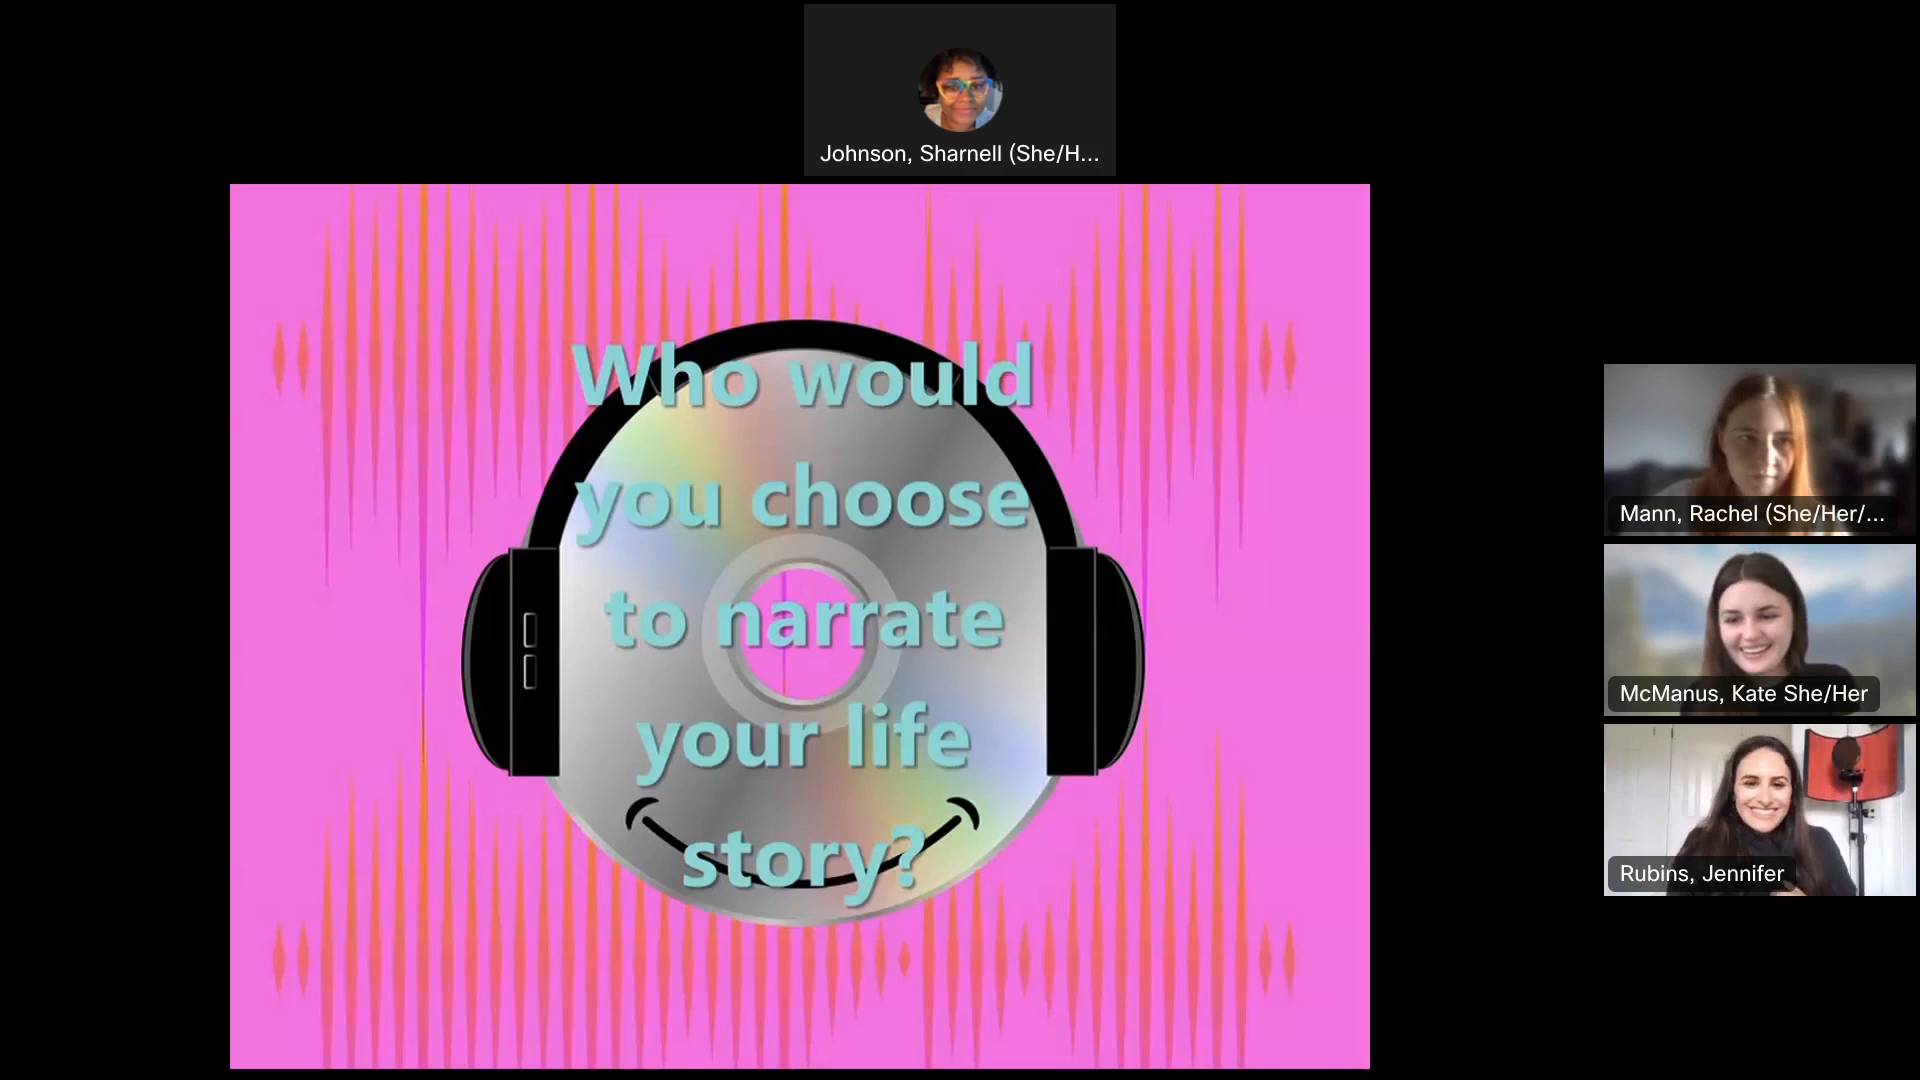 Johnson, Sharnell (She/H...
Who would
you choose
to narrate
your life
story?
Mann, Rachel (She/Her/...
McManus, Kate She/Her
Rubins, Jennifer